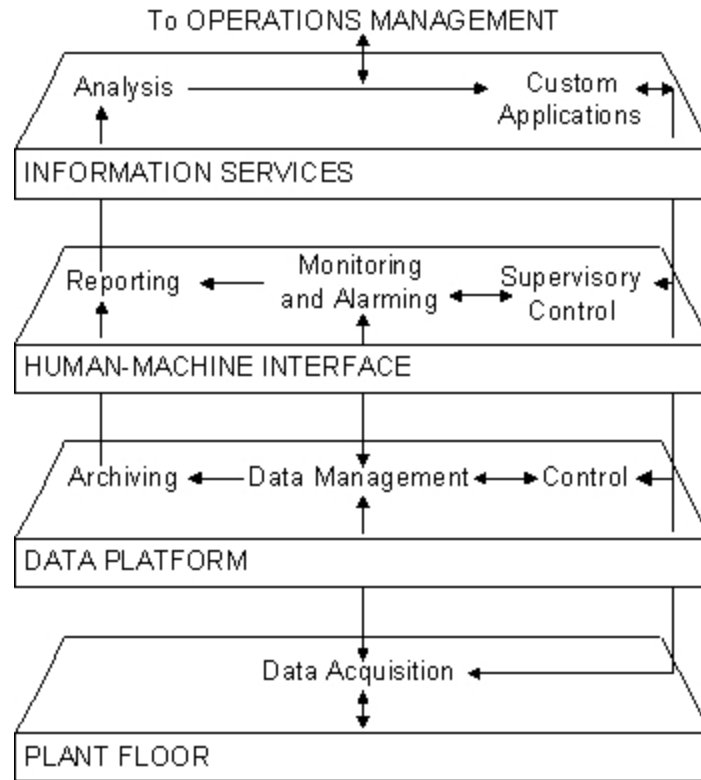 To OPERATIONS MANAGEMENT
Analysis
Custom
Applications
INFORMATION SERVICES
Reporting
Monitoring
and Alarming
Supervisory
Control
HUMAN-MACHINE INTERFACE
Archiving
Data Management
Control
DATA PLATFORM
Data Acquisition
PLANT FLOOR